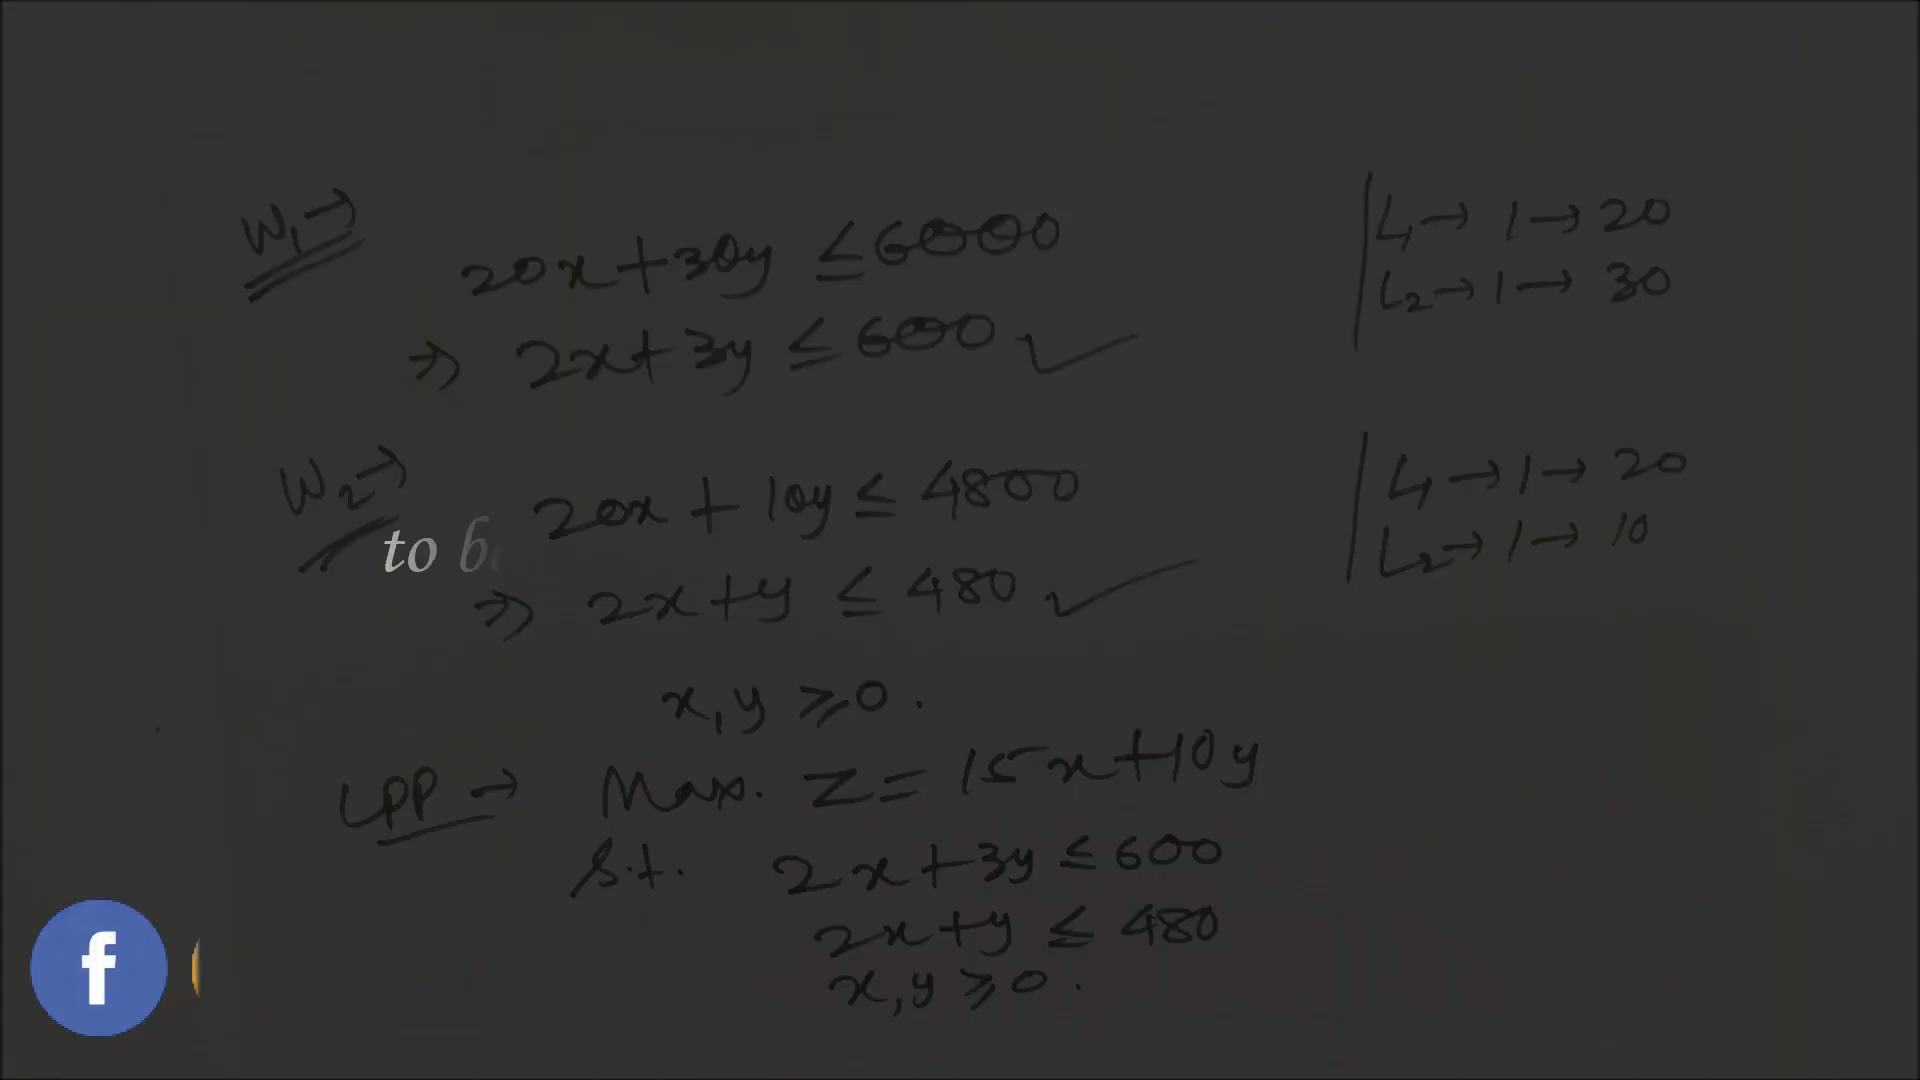 W₁→
20x+30y ≤6000
⇒ 2x+3y ≤600 ✓
L₁→ 1→ 20
L₂→ 1→ 30
W₂→
20x + 10y ≤ 4800
⇒ 2x+y ≤ 480 ✓
L₁→1→ 20
L₂→ 1→ 10
to b
x,y ≥0.
LPP→ Max. Z= 15x+10y
S.t. 2x+3y ≤600
2x+y ≤ 480
x,y ≥0.
f